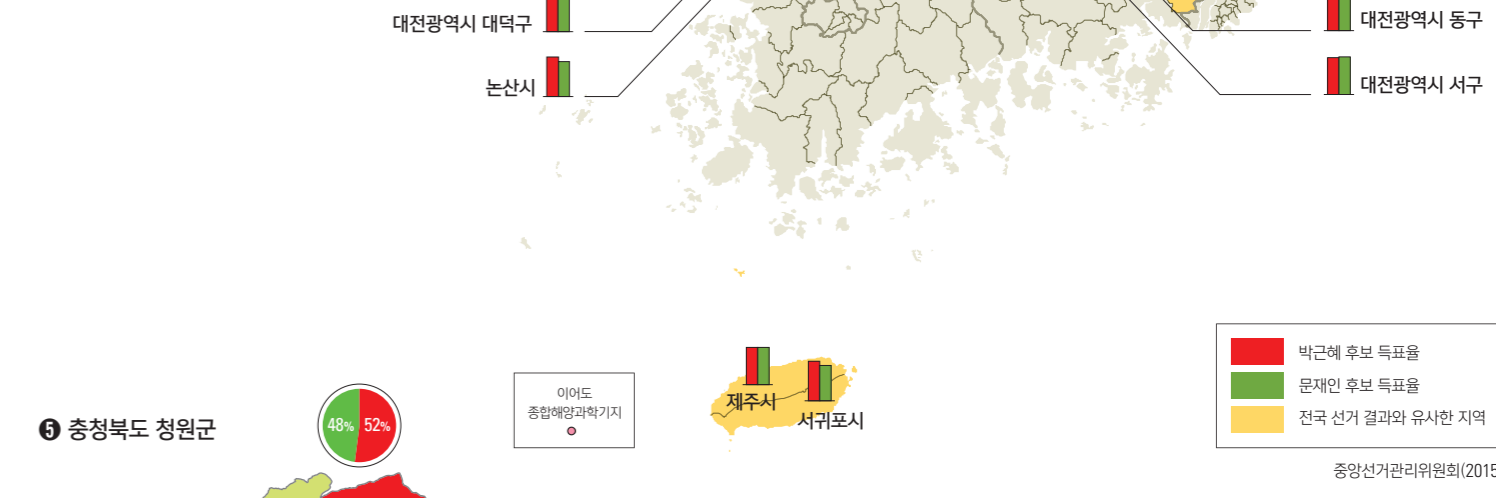 대전광역시 대덕구
대전광역시 동구
논산시
대전광역시 서구
제주시
서귀포시
이어도
종합해양과학기지
박근혜 후보 득표율
문재인 후보 득표율
전국 선거 결과와 유사한 지역
❺ 충청북도 청원군
48% 52%
중앙선거관리위원회(2015